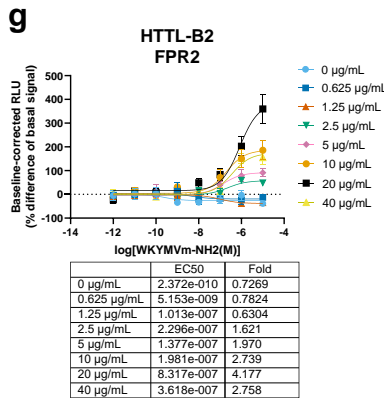 g
HTTL-B2
FPR2
Baseline-corrected RLU
(% difference of basal signal)
500
400
300
200
100
0
-100
-14
-12
-10
-8
-6
-4
log[WKYMVm-NH2(M)]
0 µg/mL
0.625 µg/mL
1.25 µg/mL
2.5 µg/mL
5 µg/mL
10 µg/mL
20 µg/mL
40 µg/mL
EC50 Fold
0 µg/mL 2.372e-010 0.7269
0.625 µg/mL 5.153e-009 0.7824
1.25 µg/mL 1.013e-007 0.6304
2.5 µg/mL 2.296e-007 1.621
5 µg/mL 1.377e-007 1.970
10 µg/mL 1.981e-007 2.739
20 µg/mL 8.317e-007 4.177
40 µg/mL 3.618e-007 2.758